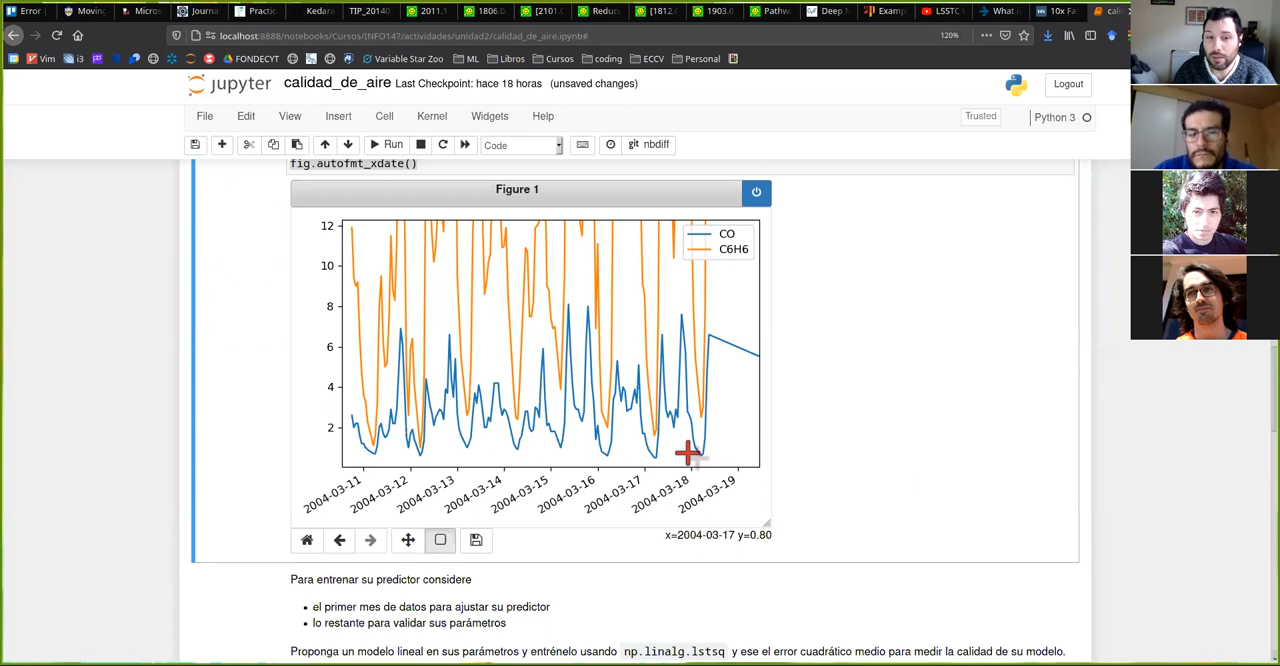 Error
Moving
Micros
Journa
Practic
Kedara
TIP_20140
2011.1
1806.0
[2101.0
Reduc
[1812.0
1903.0
Pathw
Deep N
Examp
LSSTC
What is
10x Fa
cali
localhost:8888/notebooks/Cursos/INFO147/actividades/unidad2/calidad_de_aire.ipynb#
120%
Vim
i3
FONDECYT
Variable Star Zoo
ML
Libros
Cursos
coding
ECCV
Personal
jupyter calidad_de_aire Last Checkpoint: hace 18 horas (unsaved changes)
Logout
File Edit View Insert Cell Kernel Widgets Help
Trusted
Python 3
Run
Code
nbdiff
fig.autofmt_xdate()
Figure 1
12
10
8
6
4
2
CO
C6H6
2004-03-11
2004-03-12
2004-03-13
2004-03-14
2004-03-15
2004-03-16
2004-03-17
2004-03-18
2004-03-19
x=2004-03-17 y=0.80
Para entrenar su predictor considere
• el primer mes de datos para ajustar su predictor
• lo restante para validar sus parámetros
Proponga un modelo lineal en sus parámetros y entrénelo usando np.linalg.lstsq y ese el error cuadrático medio para medir la calidad de su modelo.